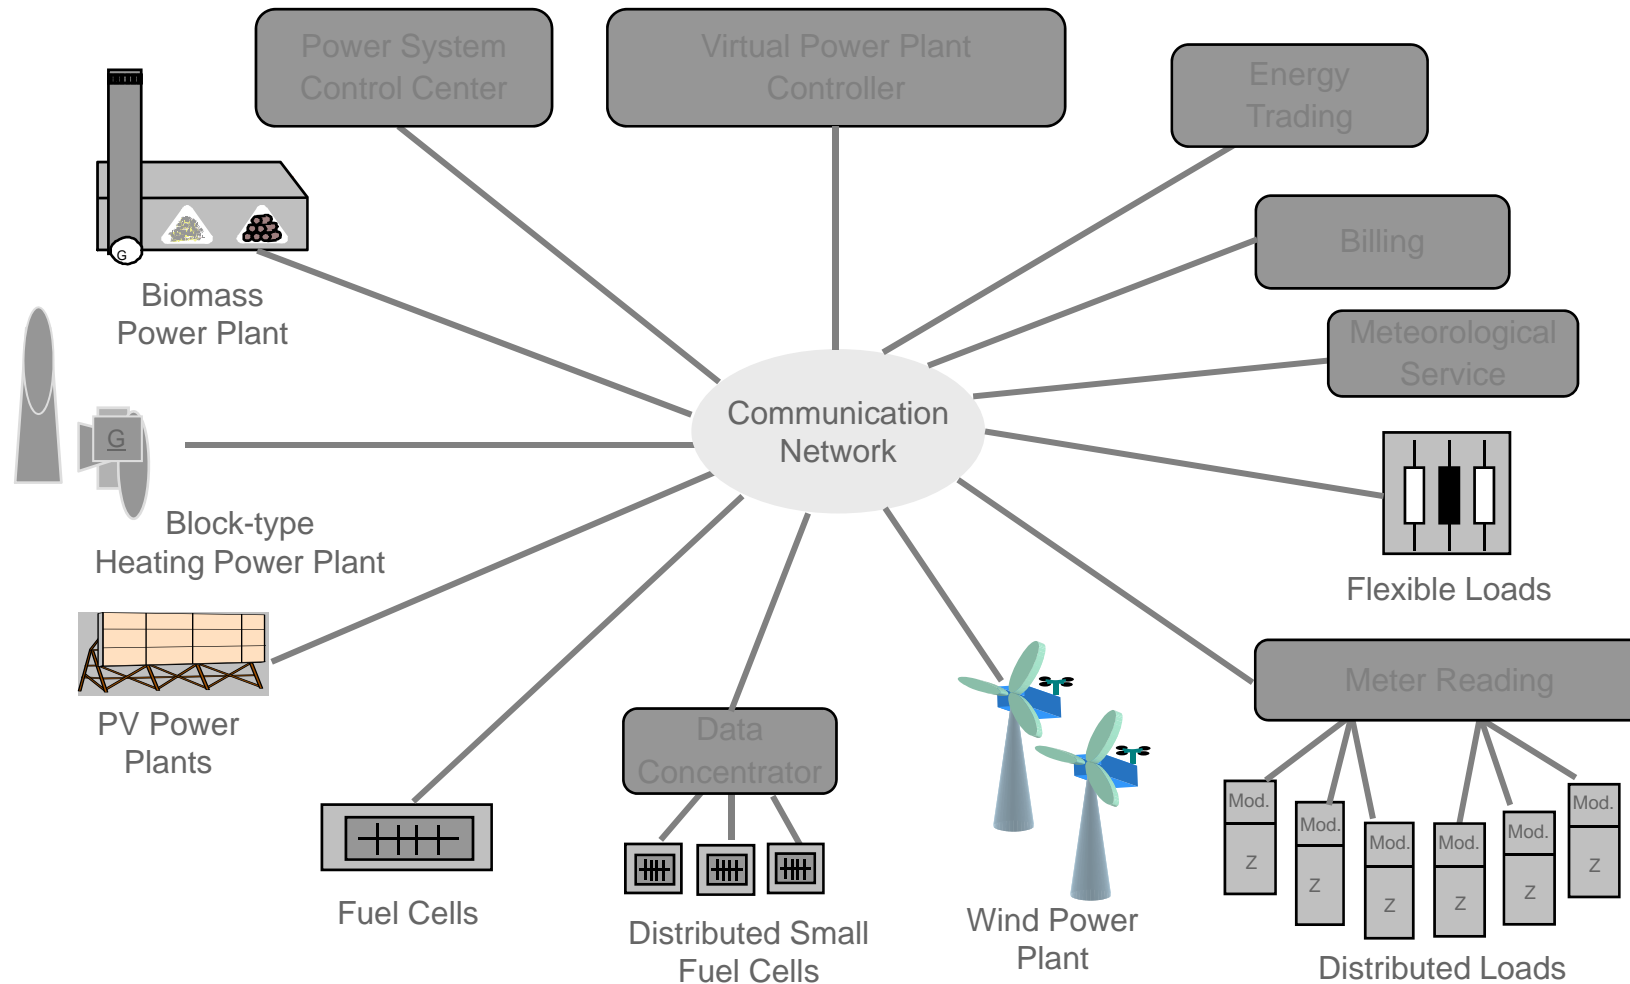 Power System
Control Center
Virtual Power Plant
Controller
Energy
Trading
Billing
Meteorological
Service
G
Biomass
Power Plant
G
Block-type
Heating Power Plant
Communication
Network
Flexible Loads
PV Power
Plants
Fuel Cells
Data
Concentrator
Distributed Small
Fuel Cells
Wind Power
Plant
Meter Reading
Mod.
Z
Mod.
Z
Mod.
Z
Mod.
Z
Mod.
Z
Mod.
Z
Distributed Loads